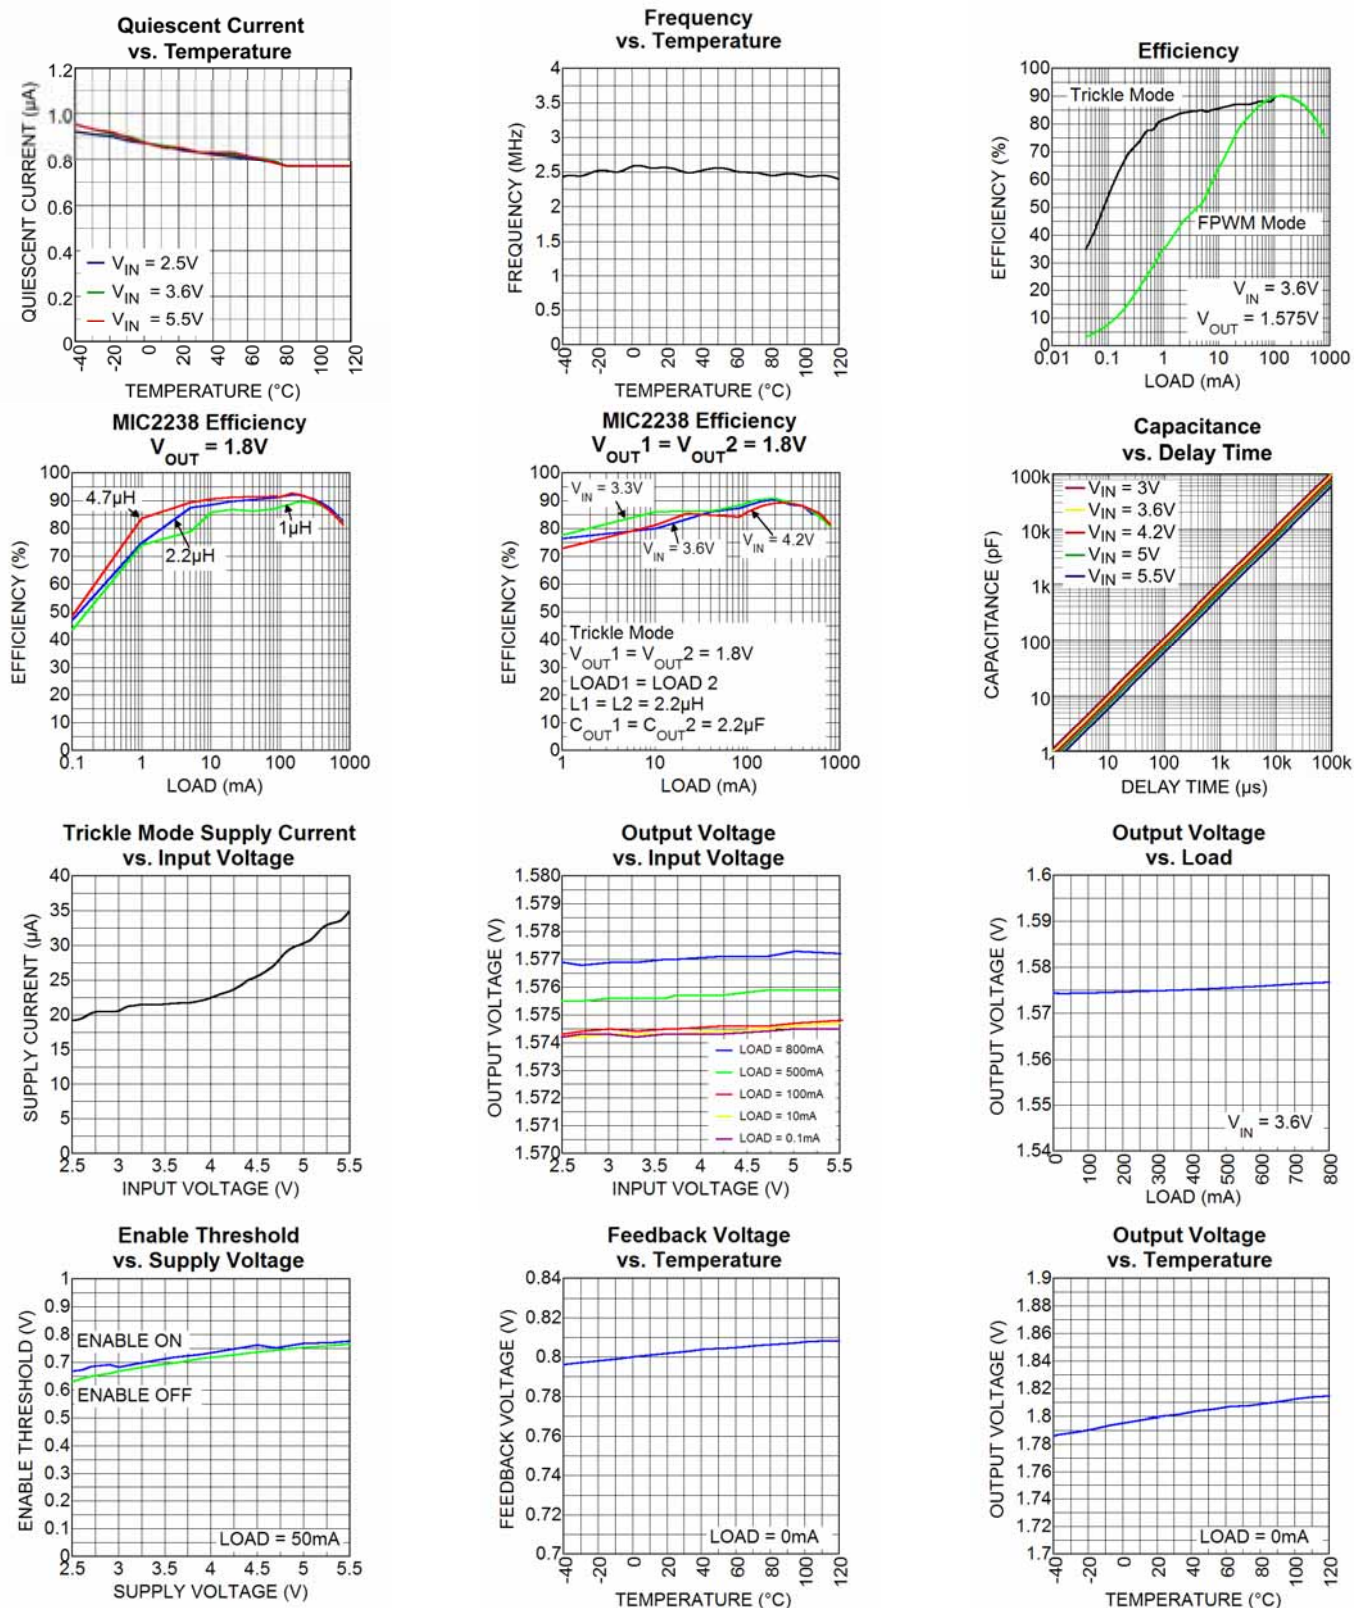 Quiescent Current
vs. Temperature
1.2
1.0
0.8
0.6
0.4
0.2
0
QUIESCENT CURRENT (µA)
V_IN = 2.5V
V_IN = 3.6V
V_IN = 5.5V
-40 -20 0 20 40 60 80 100 120
TEMPERATURE (°C)
Frequency
vs. Temperature
4
3.5
3
2.5
2
1.5
1
0.5
0
FREQUENCY (MHz)
-40 -20 0 20 40 60 80 100 120
TEMPERATURE (°C)
Efficiency
100
90
80
70
60
50
40
30
20
10
0
EFFICIENCY (%)
Trickle Mode
FPWM Mode
V_IN = 3.6V
V_OUT = 1.575V
0.01 0.1 1 10 100 1000
LOAD (mA)
MIC2238 Efficiency
V_OUT = 1.8V
100
90
80
70
60
50
40
30
20
10
0
EFFICIENCY (%)
4.7µH
2.2µH
1µH
0.1 1 10 100 1000
LOAD (mA)
MIC2238 Efficiency
V_OUT1 = V_OUT2 = 1.8V
100
90
80
70
60
50
40
30
20
10
0
EFFICIENCY (%)
V_IN = 3.3V
V_IN = 3.6V
V_IN = 4.2V
Trickle Mode
V_OUT1 = V_OUT2 = 1.8V
LOAD1 = LOAD 2
L1 = L2 = 2.2µH
C_OUT1 = C_OUT2 = 2.2µF
1 10 100 1000
LOAD (mA)
Capacitance
vs. Delay Time
100k
10k
1k
100
10
1
CAPACITANCE (pF)
V_IN = 3V
V_IN = 3.6V
V_IN = 4.2V
V_IN = 5V
V_IN = 5.5V
1 10 100 1k 10k 100k
DELAY TIME (µs)
Trickle Mode Supply Current
vs. Input Voltage
40
35
30
25
20
15
10
5
0
SUPPLY CURRENT (µA)
2.5 3 3.5 4 4.5 5 5.5
INPUT VOLTAGE (V)
Output Voltage
vs. Input Voltage
1.580
1.579
1.578
1.577
1.576
1.575
1.574
1.573
1.572
1.571
1.570
OUTPUT VOLTAGE (V)
LOAD = 800mA
LOAD = 500mA
LOAD = 100mA
LOAD = 10mA
LOAD = 0.1mA
2.5 3 3.5 4 4.5 5 5.5
INPUT VOLTAGE (V)
Output Voltage
vs. Load
1.6
1.59
1.58
1.57
1.56
1.55
1.54
OUTPUT VOLTAGE (V)
V_IN = 3.6V
0 100 200 300 400 500 600 700 800
LOAD (mA)
Enable Threshold
vs. Supply Voltage
1
0.9
0.8
0.7
0.6
0.5
0.4
0.3
0.2
0.1
0
ENABLE THRESHOLD (V)
ENABLE ON
ENABLE OFF
LOAD = 50mA
2.5 3 3.5 4 4.5 5 5.5
SUPPLY VOLTAGE (V)
Feedback Voltage
vs. Temperature
0.84
0.82
0.8
0.78
0.76
0.74
0.72
0.7
FEEDBACK VOLTAGE (V)
LOAD = 0mA
-40 -20 0 20 40 60 80 100 120
TEMPERATURE (°C)
Output Voltage
vs. Temperature
1.9
1.88
1.86
1.84
1.82
1.8
1.78
1.76
1.74
1.72
1.7
OUTPUT VOLTAGE (V)
LOAD = 0mA
-40 -20 0 20 40 60 80 100 120
TEMPERATURE (°C)